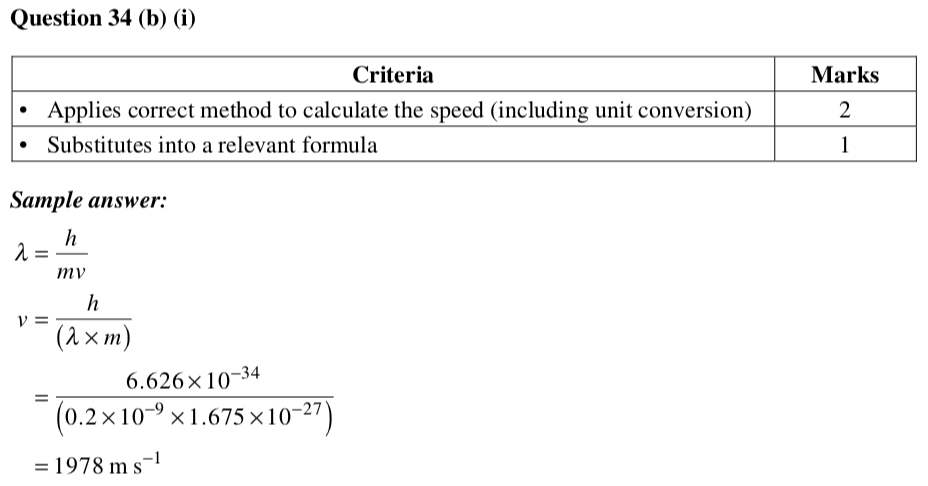 Question 34 (b) (i)
Criteria Marks
• Applies correct method to calculate the speed (including unit conversion) 2
• Substitutes into a relevant formula 1
Sample answer:
λ = h / mv
v = h / (λ × m)
= 6.626 × 10⁻³⁴ / (0.2 × 10⁻⁹ × 1.675 × 10⁻²⁷)
= 1978 m s⁻¹